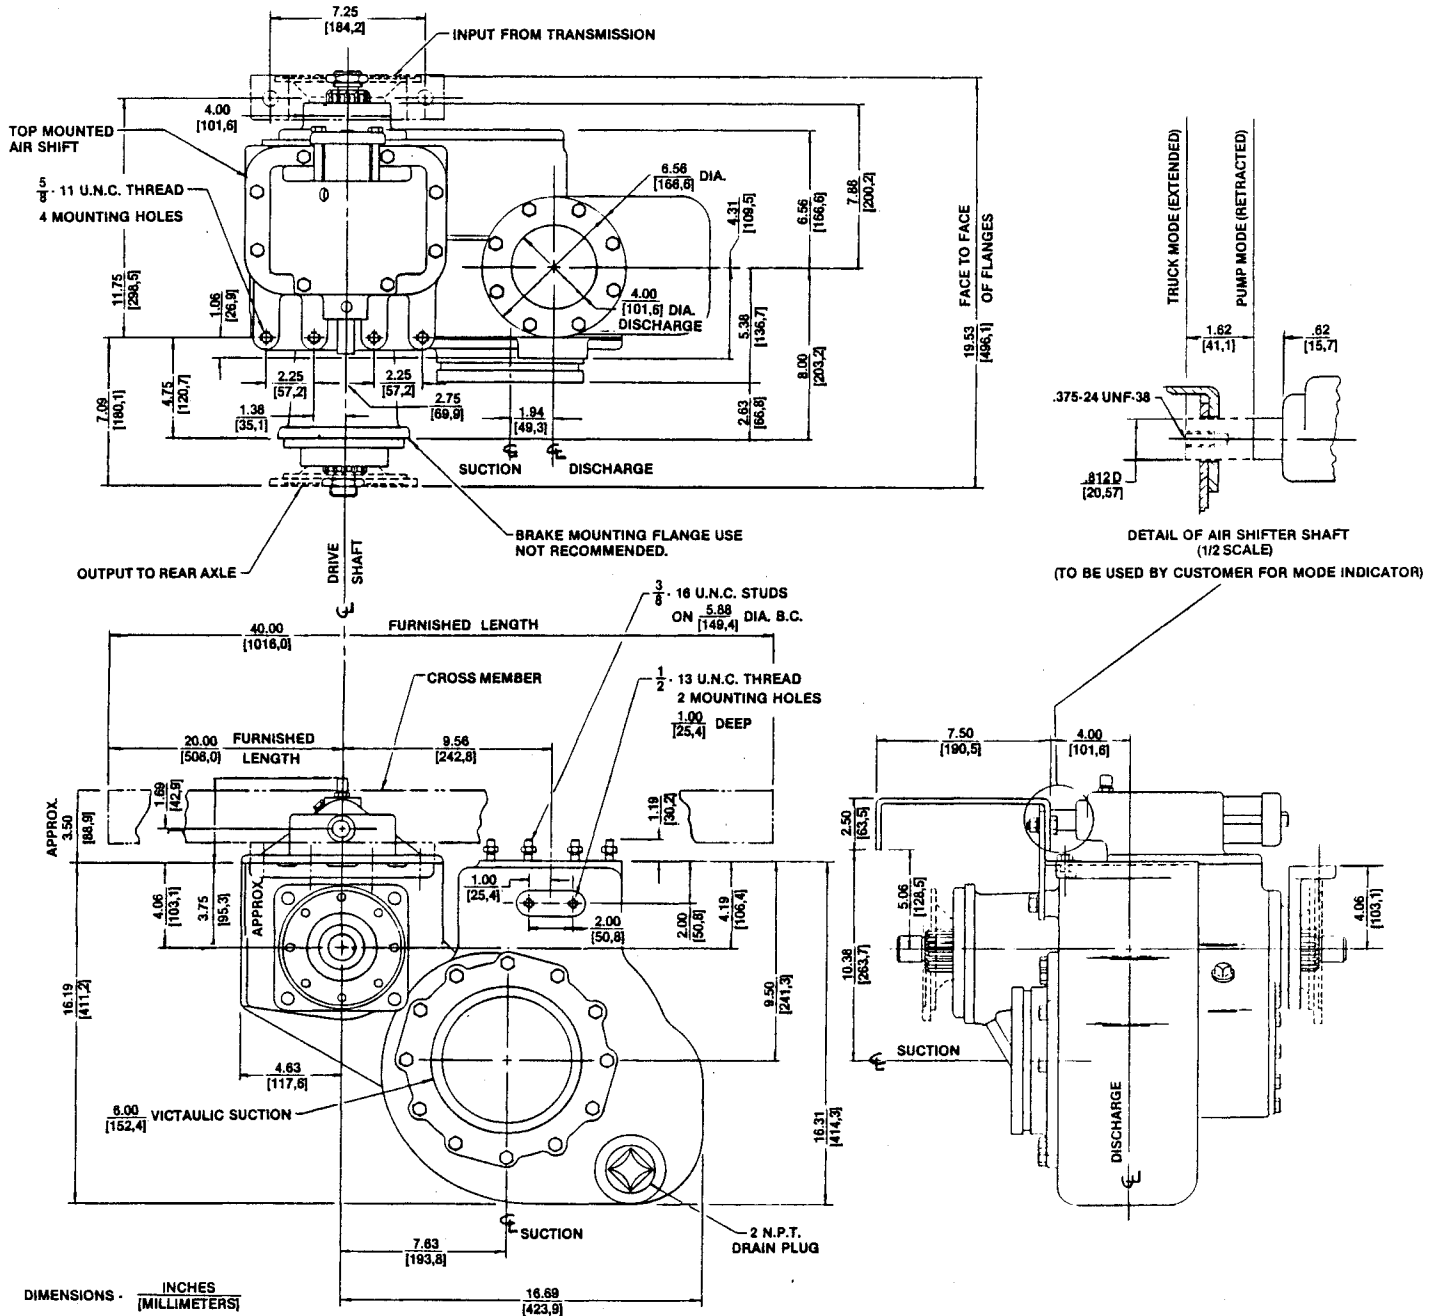 7.25
[184,2]
INPUT FROM TRANSMISSION
4.00
[101,6]
TOP MOUNTED
AIR SHIFT
5/8 - 11 U.N.C. THREAD
4 MOUNTING HOLES
11.75
[298,5]
1.06
[26,9]
6.56
[166,6] DIA.
4.31
[109,5]
6.56
[166,6]
7.88
[200,2]
FACE TO FACE
OF FLANGES
19.53
[496,1]
4.00
[101,6] DIA.
DISCHARGE
5.38
[136,7]
8.00
[203,2]
2.63
[66,8]
7.09
[180,1]
4.75
[120,7]
2.25
[57,2]
2.25
[57,2]
1.38
[35,1]
2.75
[69,9]
1.94
[49,3]
SUCTION
DISCHARGE
BRAKE MOUNTING FLANGE USE
NOT RECOMMENDED.
OUTPUT TO REAR AXLE
DRIVE
SHAFT
TRUCK MODE (EXTENDED)
PUMP MODE (RETRACTED)
1.62
[41,1]
.62
[15,7]
.375-24 UNF-38
.812 D
[20,57]
DETAIL OF AIR SHIFTER SHAFT
(1/2 SCALE)
(TO BE USED BY CUSTOMER FOR MODE INDICATOR)
3/8 - 16 U.N.C. STUDS
ON 5.88
[149,4] DIA. B.C.
40.00
[1016,0]
FURNISHED LENGTH
CROSS MEMBER
1/2 - 13 U.N.C. THREAD
2 MOUNTING HOLES
1.00
[25,4] DEEP
20.00
[508,0]
FURNISHED
LENGTH
9.56
[242,8]
1.69
[42,9]
APPROX.
3.50
[88,9]
1.19
[30,2]
1.00
[25,4]
2.00
[50,8]
2.00
[50,8]
4.19
[106,4]
4.06
[103,1]
3.75
[95,3]
APPROX.
16.19
[411,2]
9.50
[241,3]
16.31
[414,3]
4.63
[117,6]
6.00
[152,4] VICTAULIC SUCTION
SUCTION
7.63
[193,8]
2 N.P.T.
DRAIN PLUG
16.69
[423,9]
7.50
[190,5]
4.00
[101,6]
2.50
[63,5]
5.06
[128,5]
10.38
[263,7]
4.06
[103,1]
SUCTION
DISCHARGE
DIMENSIONS - INCHES
[MILLIMETERS]